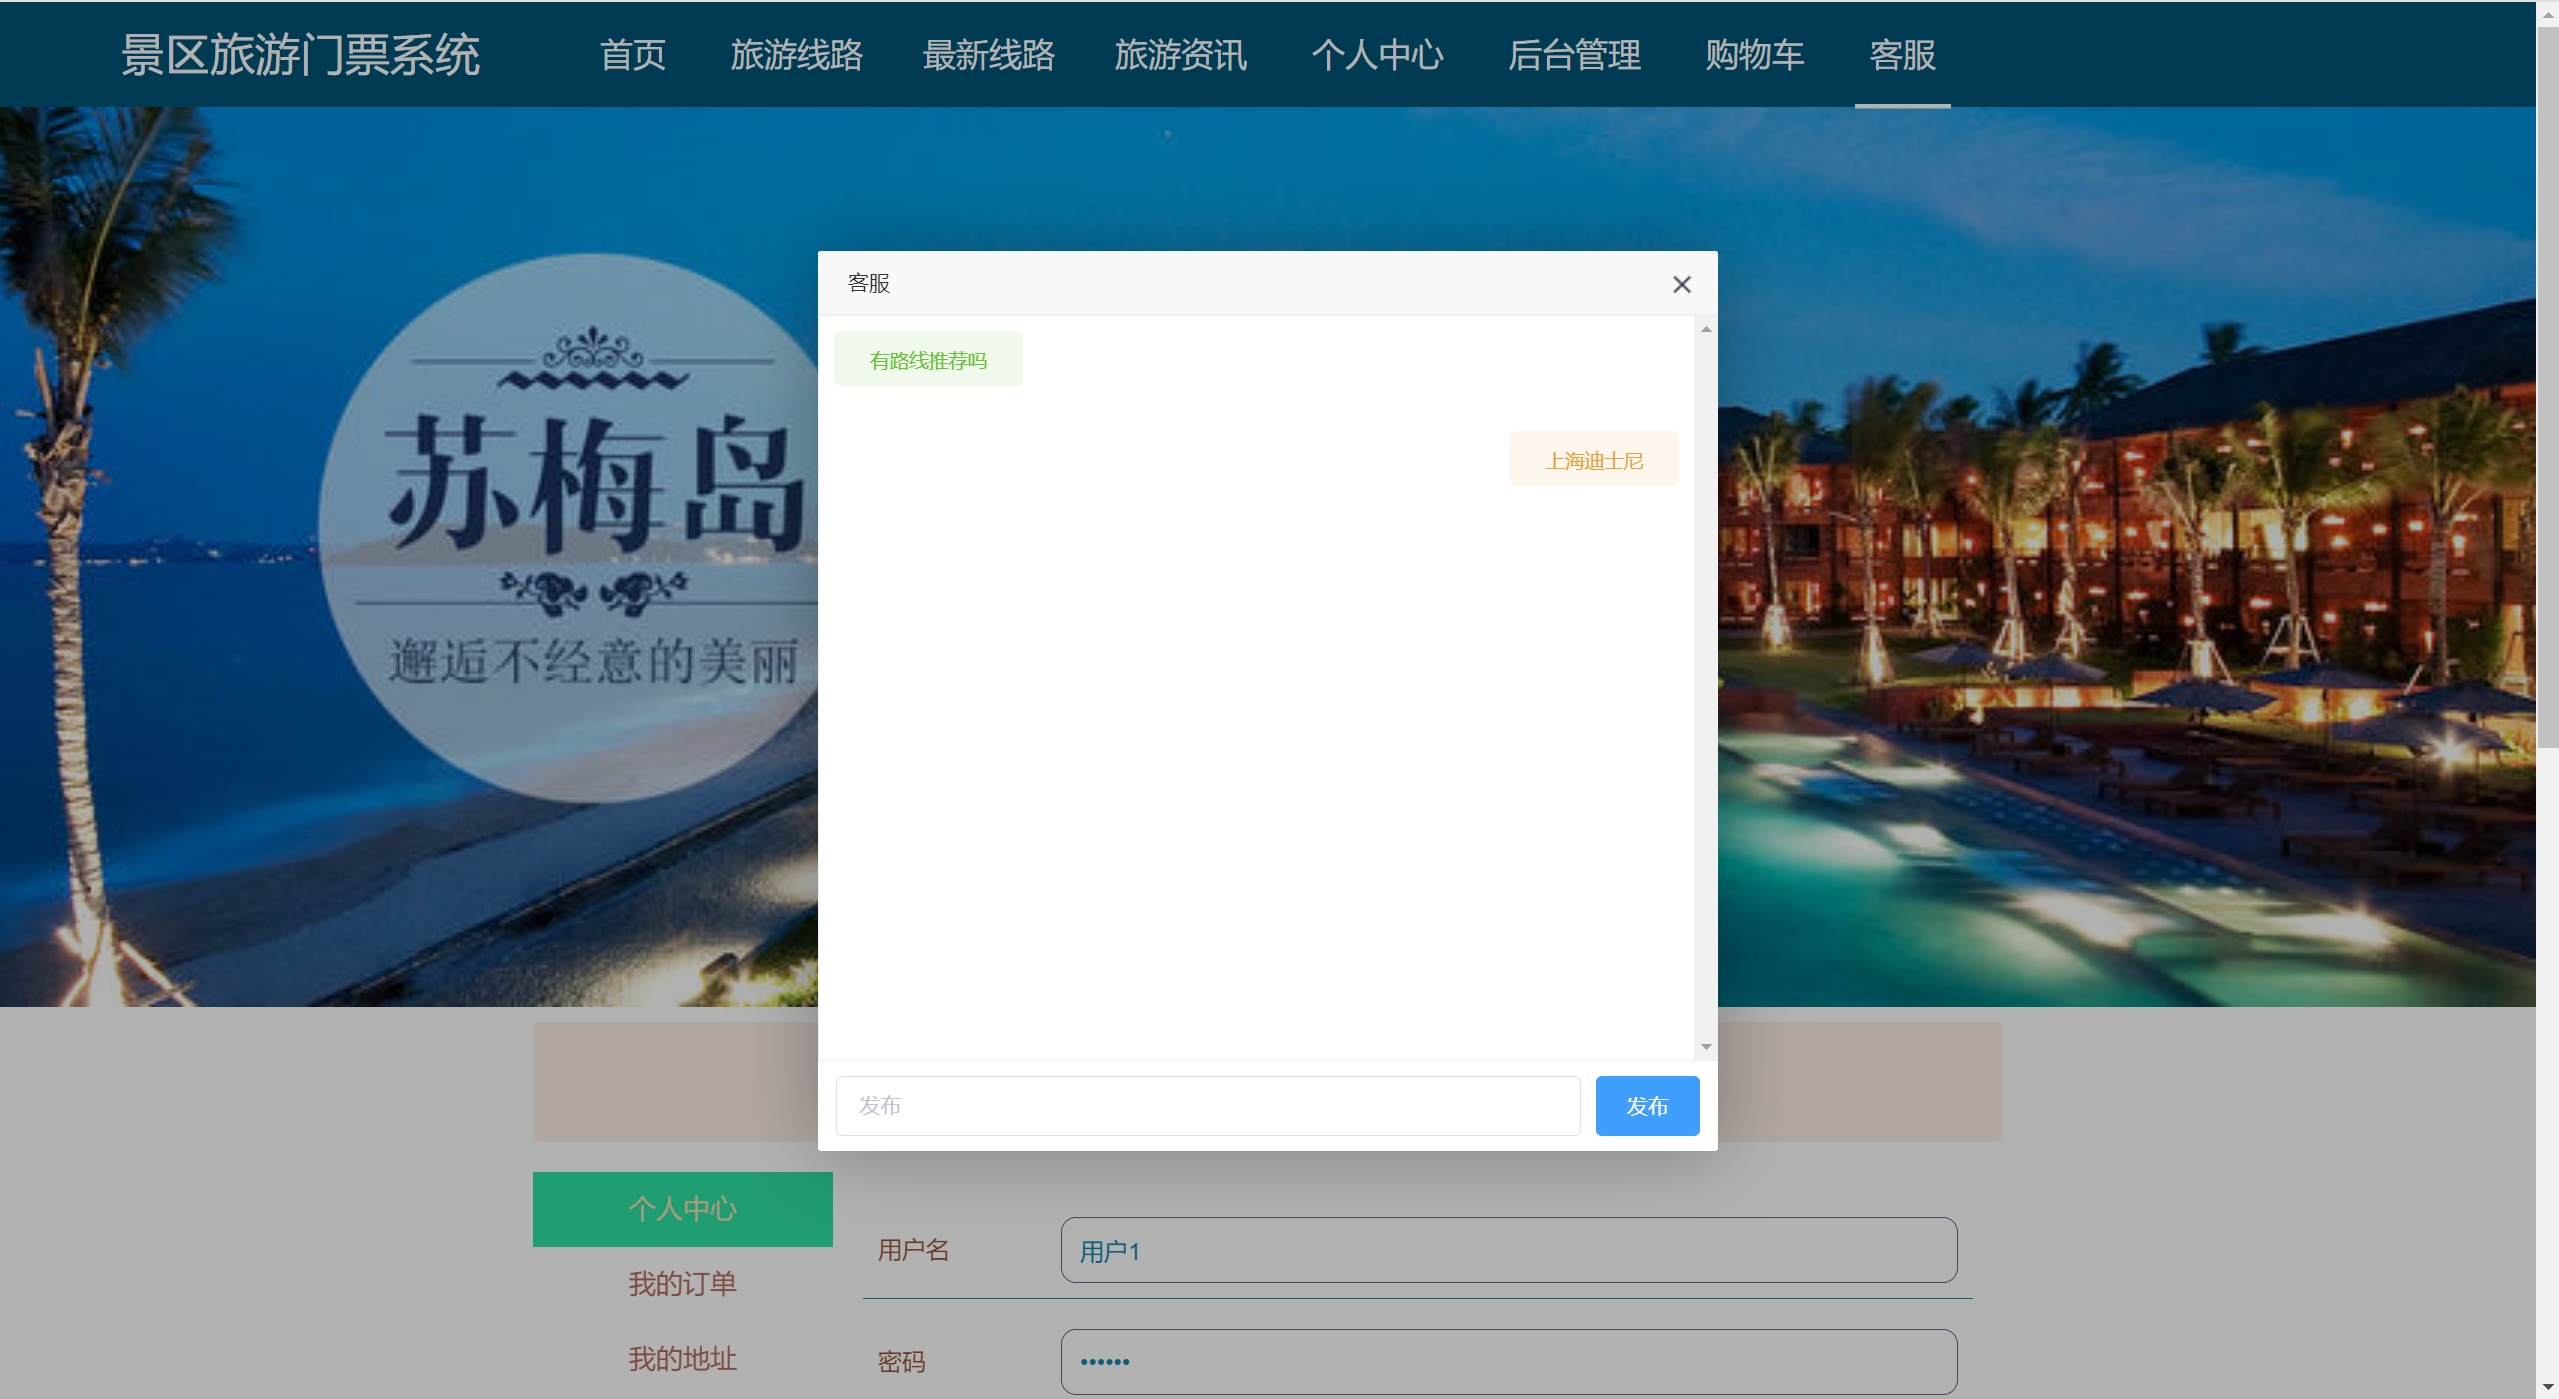 景区旅游门票系统 首页 旅游线路 最新线路 旅游资讯 个人中心 后台管理 购物车 客服
苏梅岛
邂逅不经意的美丽
客服
有路线推荐吗
上海迪士尼
发布 发布
个人中心
我的订单
我的地址
用户名 用户1
密码 ••••••